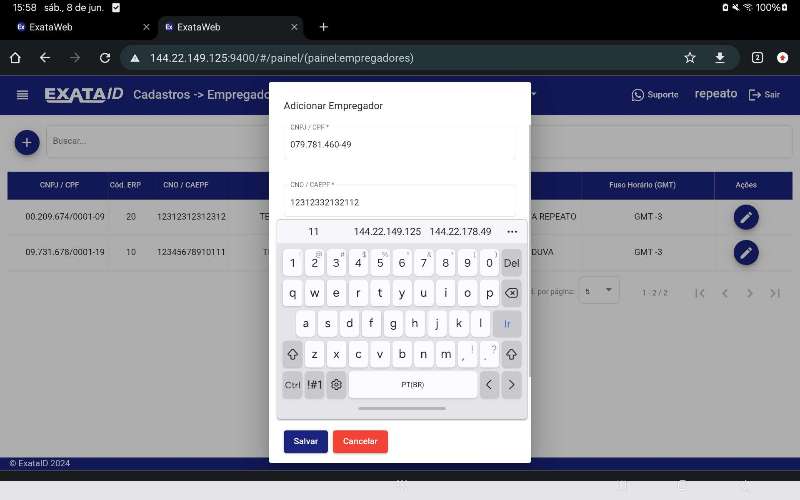 15:58 sáb., 8 de jun.
100%
ExataWeb
ExataWeb
144.22.149.125:9400/#/painel/(painel:empregadores)
2
EXATAID Cadastros -> Empregado
Suporte repeato Sair
Buscar...
Adicionar Empregador
CNPJ / CPF *
079.781.460-49
CNO / CAEPF *
12312332132112
CNPJ / CPF Cód. ERP CNO / CAEPF Fuso Horário (GMT) Ações
00.209.674/0001-09 20 12312312312312 TE A REPEATO GMT -3
09.731.678/0001-19 10 12345678910111 DUVA GMT -3
. por página: 5 1 - 2 / 2
11 144.22.149.125 144.22.178.49 ...
1 2 3 4 5 6 7 8 9 0 Del
q w e r t y u i o p
a s d f g h j k l Ir
z x c v b n m , ! . ?
Ctrl !#1 PT(BR)
Salvar Cancelar
© ExataID 2024